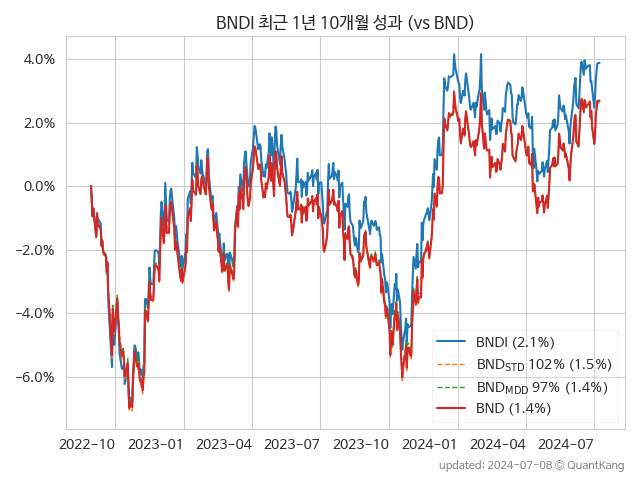 BNDI 최근 1년 10개월 성과 (vs BND)
4.0%
2.0%
0.0%
−2.0%
−4.0%
−6.0%
BNDI (2.1%)
BND_STD 102% (1.5%)
BND_MDD 97% (1.4%)
BND (1.4%)
2022−10 2023−01 2023−04 2023−07 2023−10 2024−01 2024−04 2024−07
updated: 2024-07-08 © QuantKang